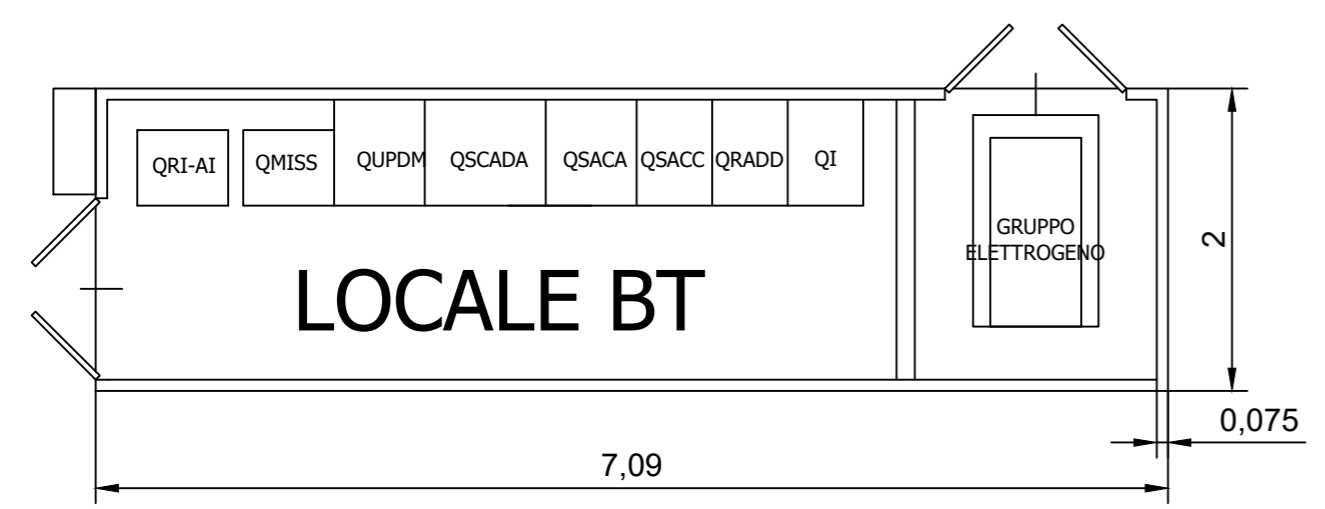 QRI-AI
QMISS
QUPDM
QSCADA
QSACA
QSACC
QRADD
QI
GRUPPO
ELETTROGENO
2
LOCALE BT
0,075
7,09